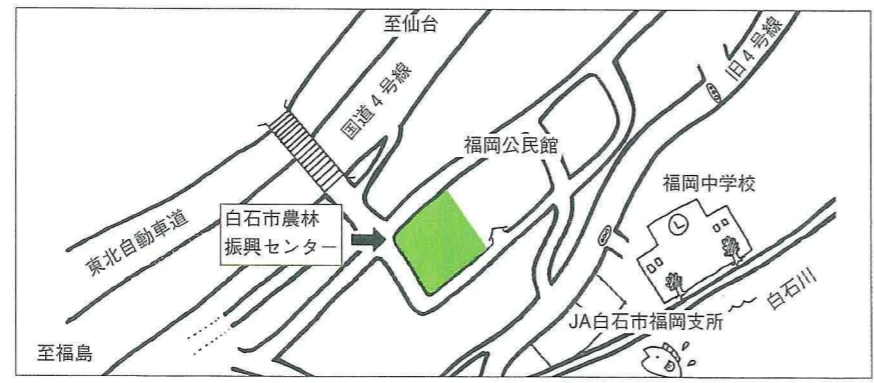 至仙台
国道4号線
旧4号線
福岡公民館
福岡中学校
白石市農林
振興センター
東北自動車道
白石川
JA白石市福岡支所
至福島